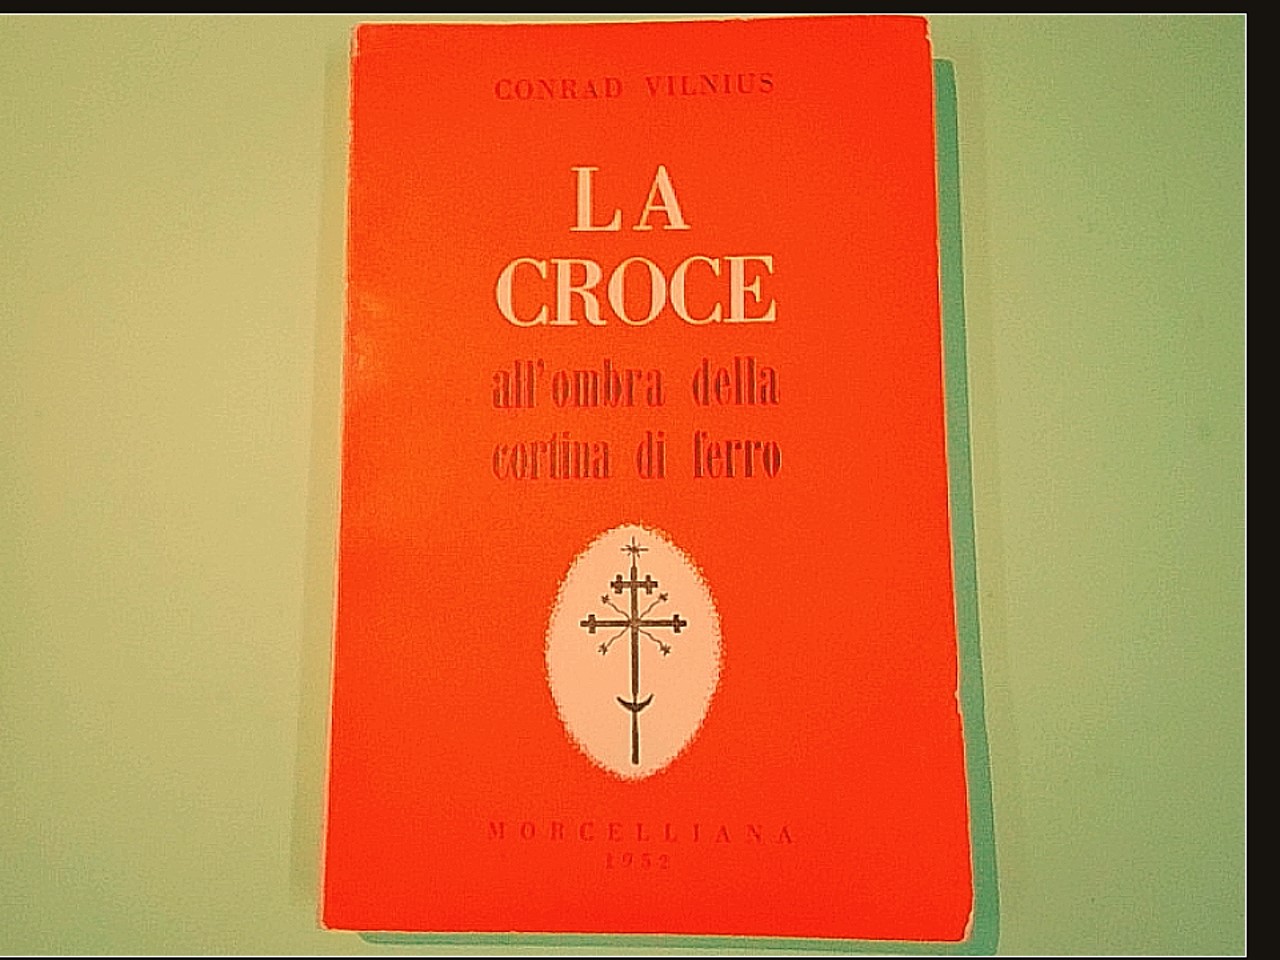 CONRAD VILNIUS
LA
CROCE
all'ombra della
cortina di ferro
MORCELLIANA
1952